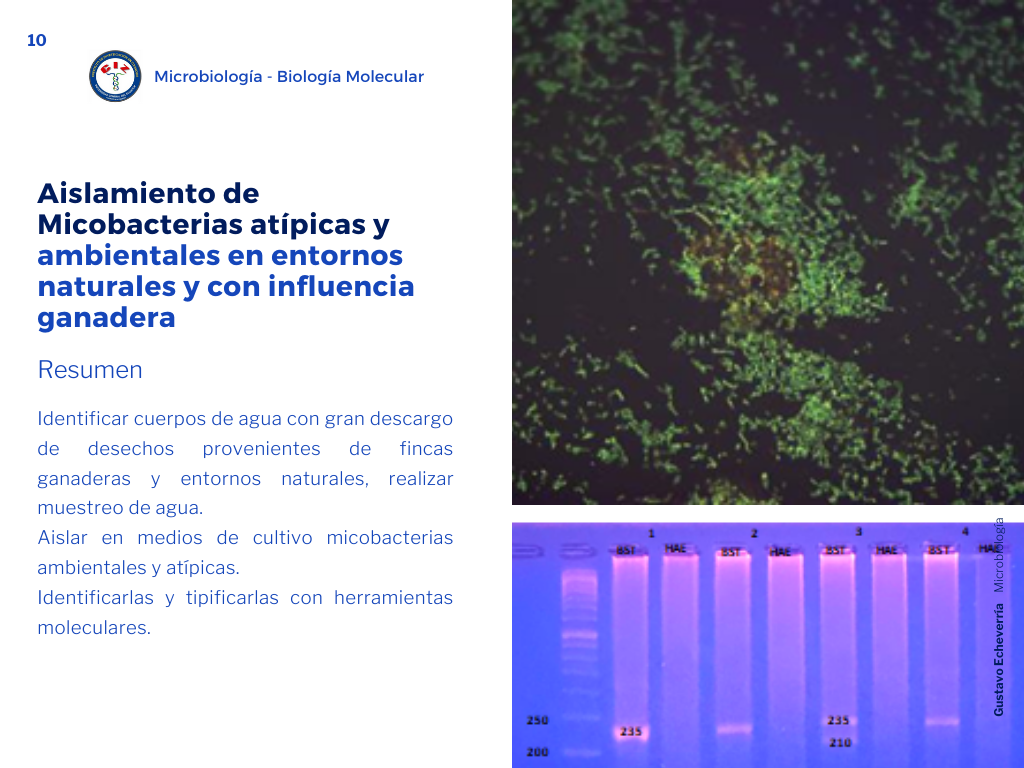 10
Microbiología - Biología Molecular
Aislamiento de
Micobacterias atípicas y
ambientales en entornos
naturales y con influencia
ganadera
Resumen
Identificar cuerpos de agua con gran descargo
de desechos provenientes de fincas
ganaderas y entornos naturales, realizar
muestreo de agua.
Aislar en medios de cultivo micobacterias
ambientales y atípicas.
Identificarlas y tipificarlas con herramientas
moleculares.
1 2 3 4
BST HAE BST HAE BST HAE BST HAE
250
235
235
210
200
Gustavo Echeverría Microbiología